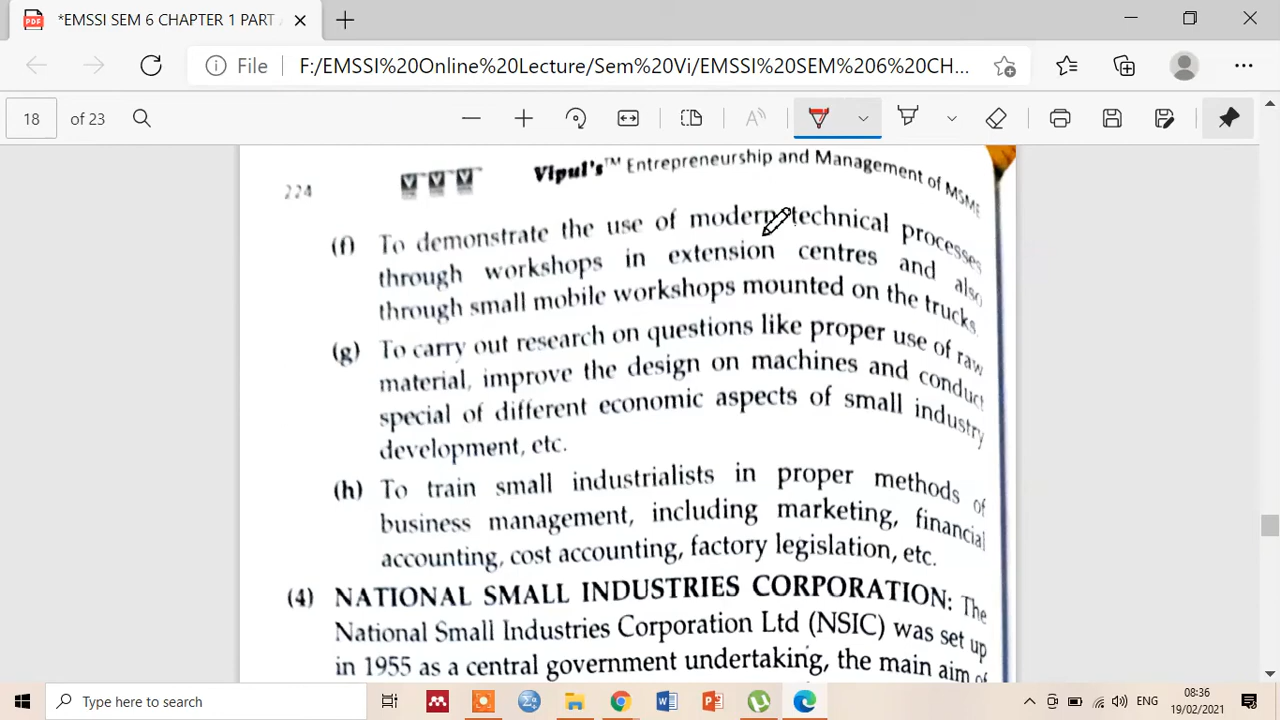 *EMSSI SEM 6 CHAPTER 1 PART
File F:/EMSSI%20Online%20Lecture/Sem%20Vi/EMSSI%20SEM%206%20CH...
18 of 23
224 Vipul's™ Entrepreneurship and Management of MSME
(f) To demonstrate the use of modern technical processes
through workshops in extension centres and also
through small mobile workshops mounted on the trucks.
(g) To carry out research on questions like proper use of raw
material, improve the design on machines and conduct
special of different economic aspects of small industry
development, etc.
(h) To train small industrialists in proper methods of
business management, including marketing, financial
accounting, cost accounting, factory legislation, etc.
(4) NATIONAL SMALL INDUSTRIES CORPORATION: The
National Small Industries Corporation Ltd (NSIC) was set up
in 1955 as a central government undertaking, the main aim of
Type here to search
ENG
08:36
19/02/2021